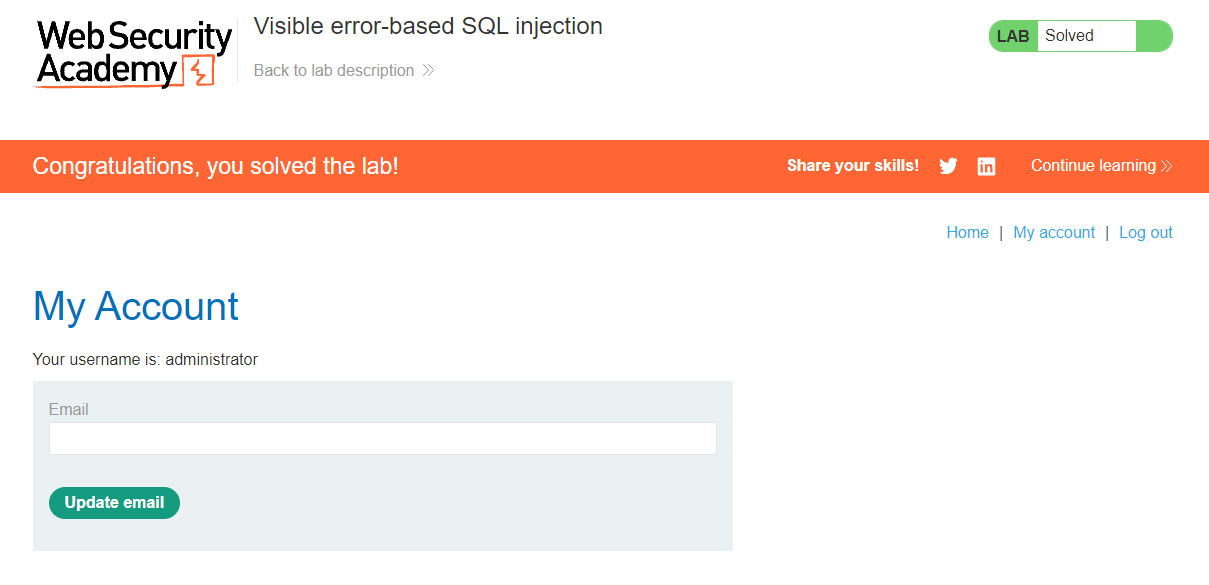 Web Security
Academy
Visible error-based SQL injection
Back to lab description
LAB Solved
Congratulations, you solved the lab!
Share your skills!
Continue learning
Home | My account | Log out
My Account
Your username is: administrator
Email
Update email